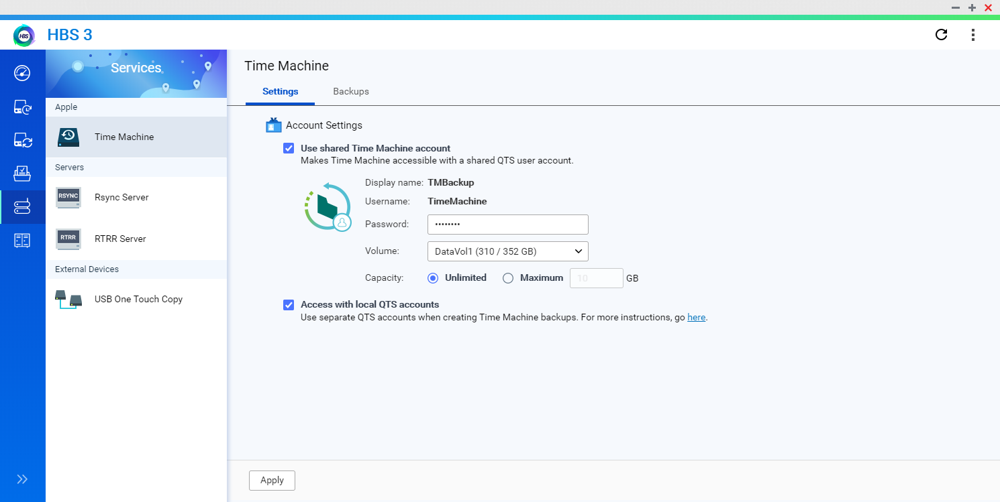 HBS
HBS 3
Services
Apple
Time Machine
Servers
RSYNC
Rsync Server
RTRR
RTRR Server
External Devices
USB One Touch Copy
Time Machine
Settings
Backups
Account Settings
Use shared Time Machine account
Makes Time Machine accessible with a shared QTS user account.
Display name: TMBackup
Username: TimeMachine
Password: ••••••••
Volume: DataVol1 (310 / 352 GB)
Capacity: Unlimited Maximum 10 GB
Access with local QTS accounts
Use separate QTS accounts when creating Time Machine backups. For more instructions, go here.
Apply